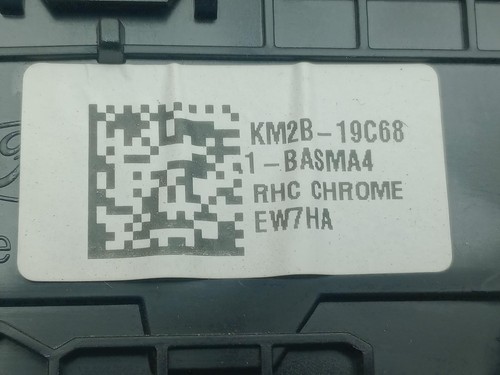 KM2B-19C68
1-BASMA4
RHC CHROME
EW7HA